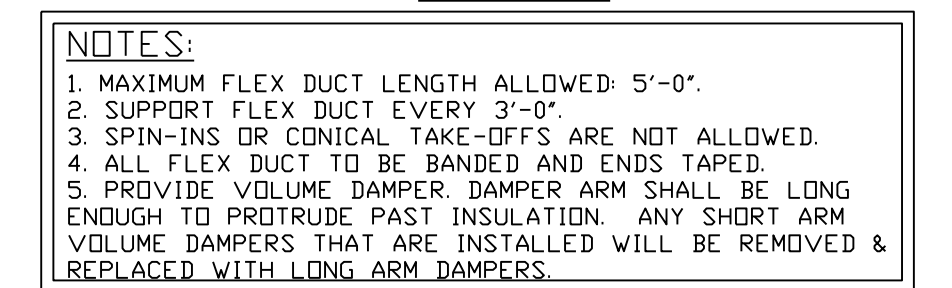 NOTES:
1. MAXIMUM FLEX DUCT LENGTH ALLOWED: 5'-0".
2. SUPPORT FLEX DUCT EVERY 3'-0".
3. SPIN-INS OR CONICAL TAKE-OFFS ARE NOT ALLOWED.
4. ALL FLEX DUCT TO BE BANDED AND ENDS TAPED.
5. PROVIDE VOLUME DAMPER. DAMPER ARM SHALL BE LONG
ENOUGH TO PROTRUDE PAST INSULATION.  ANY SHORT ARM
VOLUME DAMPERS THAT ARE INSTALLED WILL BE REMOVED &
REPLACED WITH LONG ARM DAMPERS.